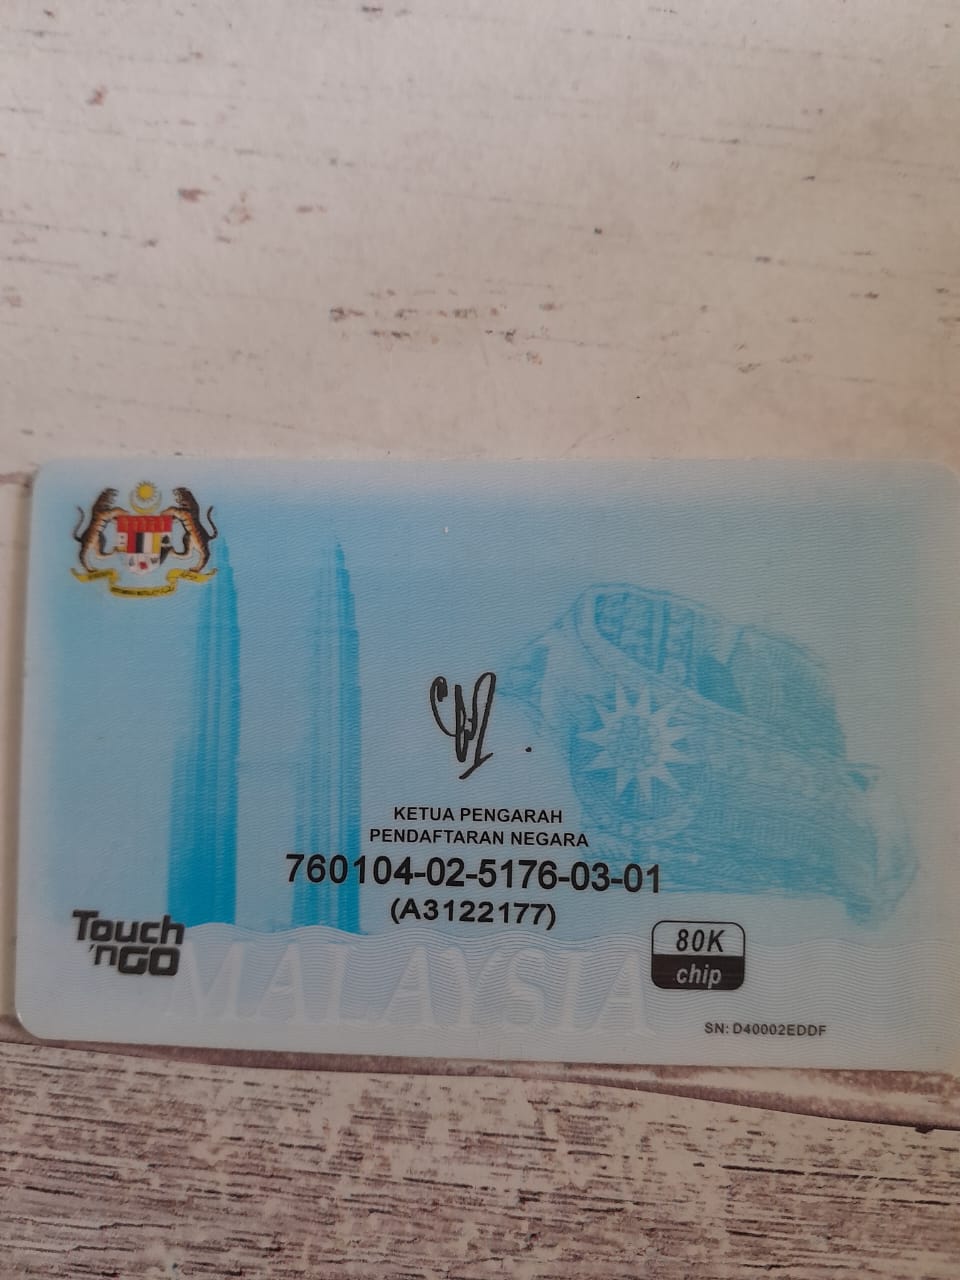 KETUA PENGARAH
PENDAFTARAN NEGARA
760104-02-5176-03-01
(A3122177)
Touch
'nGO
80K
chip
MALAYSIA
SN: D40002EDDF